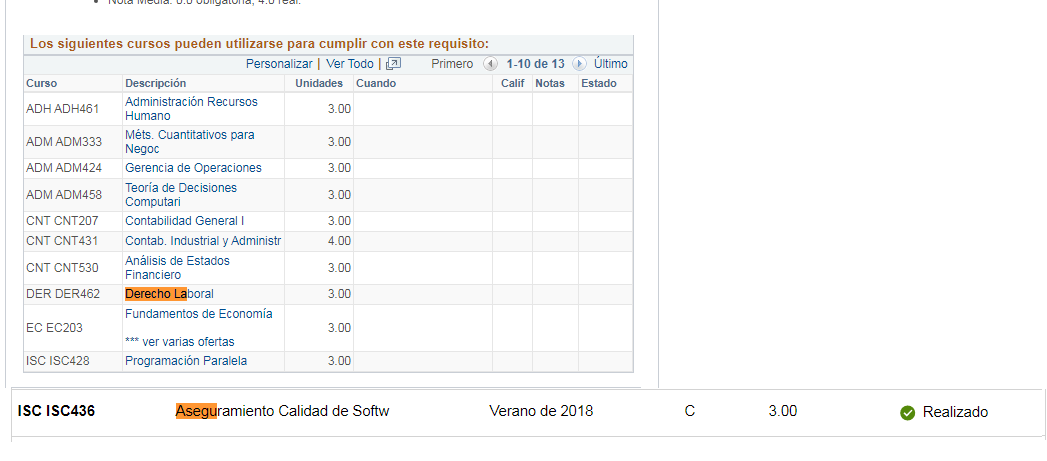 Nota Media: 0.0 obligatoria, 4.0 real.
Los siguientes cursos pueden utilizarse para cumplir con este requisito:
Personalizar | Ver Todo | Primero 1-10 de 13 Último
Curso Descripción Unidades Cuando Calif Notas Estado
ADH ADH461 Administración Recursos Humano 3.00
ADM ADM333 Méts. Cuantitativos para Negoc 3.00
ADM ADM424 Gerencia de Operaciones 3.00
ADM ADM458 Teoría de Decisiones Computari 3.00
CNT CNT207 Contabilidad General I 3.00
CNT CNT431 Contab. Industrial y Administr 4.00
CNT CNT530 Análisis de Estados Financiero 3.00
DER DER462 Derecho Laboral 3.00
EC EC203 Fundamentos de Economía 3.00
*** ver varias ofertas
ISC ISC428 Programación Paralela 3.00
ISC ISC436 Aseguramiento Calidad de Softw Verano de 2018 C 3.00 Realizado